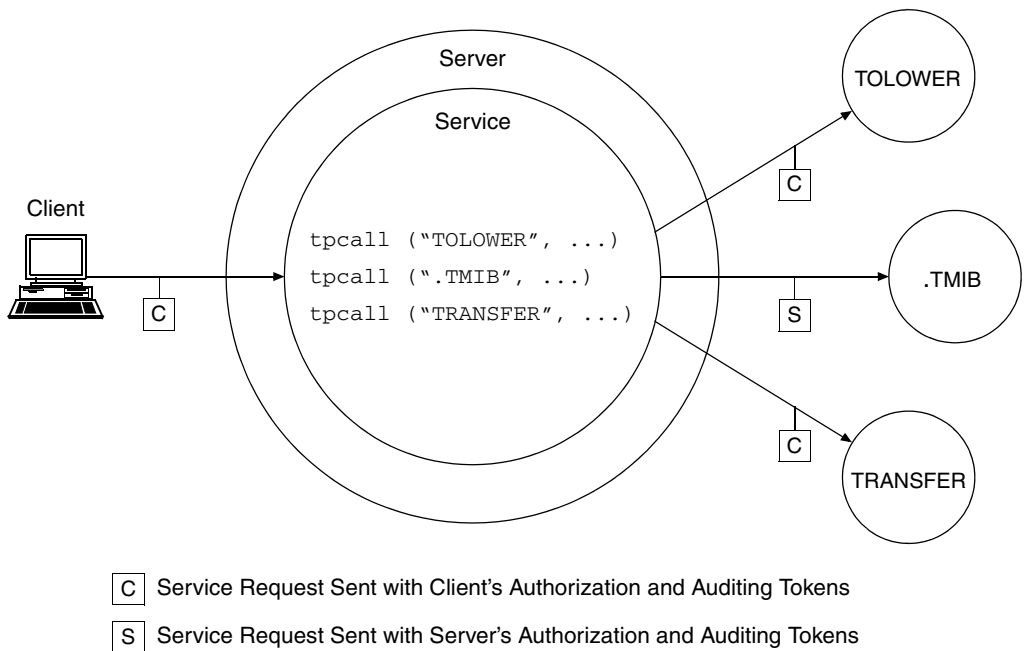 Server
Service
TOLOWER
C
Client
tpcall (“TOLOWER”, ...)
tpcall (“.TMIB”, ...)
tpcall (“TRANSFER”, ...)
C
.TMIB
S
C
TRANSFER
C Service Request Sent with Client's Authorization and Auditing Tokens
S Service Request Sent with Server's Authorization and Auditing Tokens